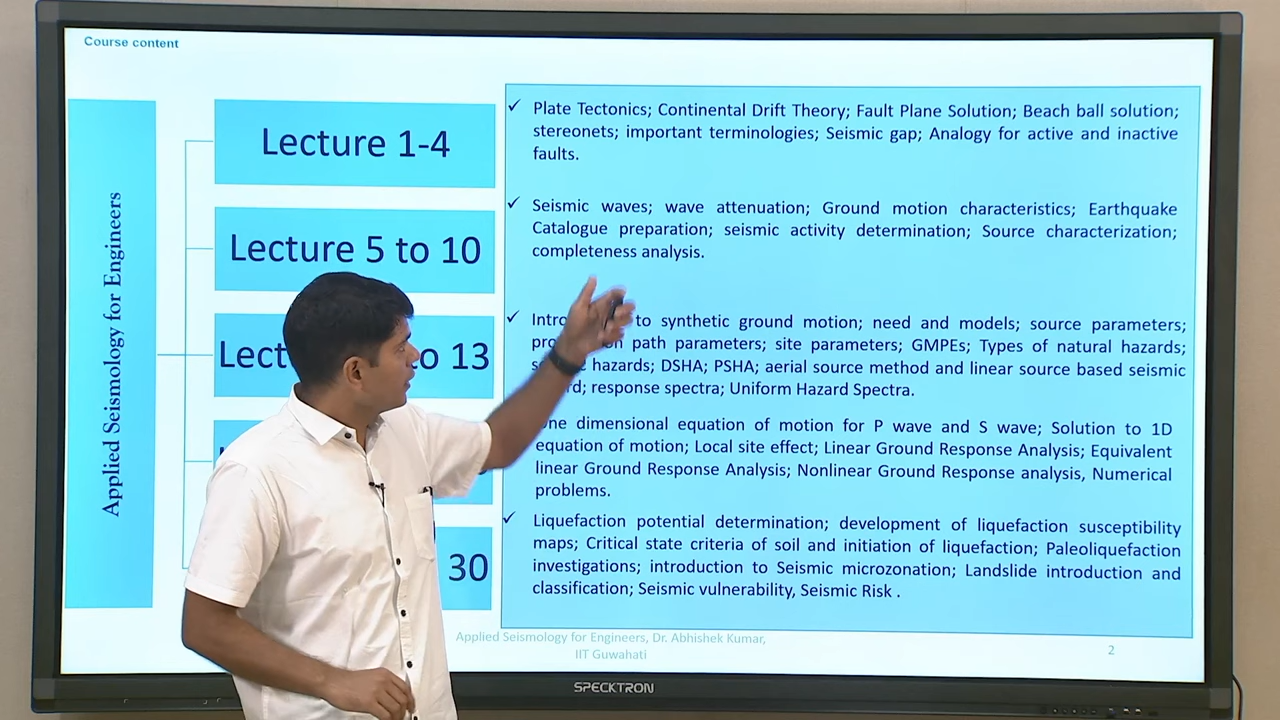 Course content
Applied Seismology for Engineers
Lecture 1-4
Lecture 5 to 10
to 13
30
✓ Plate Tectonics; Continental Drift Theory; Fault Plane Solution; Beach ball solution;
stereonets; important terminologies; Seismic gap; Analogy for active and inactive
faults.
✓ Seismic waves; wave attenuation; Ground motion characteristics; Earthquake
Catalogue preparation; seismic activity determination; Source characterization;
completeness analysis.
✓ to synthetic ground motion; need and models; source parameters;
path parameters; site parameters; GMPEs; Types of natural hazards;
hazards; DSHA; PSHA; aerial source method and linear source based seismic
response spectra; Uniform Hazard Spectra.
One dimensional equation of motion for P wave and S wave; Solution to 1D
equation of motion; Local site effect; Linear Ground Response Analysis; Equivalent
linear Ground Response Analysis; Nonlinear Ground Response analysis, Numerical
problems.
✓ Liquefaction potential determination; development of liquefaction susceptibility
maps; Critical state criteria of soil and initiation of liquefaction; Paleoliquefaction
investigations; introduction to Seismic microzonation; Landslide introduction and
classification; Seismic vulnerability, Seismic Risk .
Applied Seismology for Engineers, Dr. Abhishek Kumar,
IIT Guwahati
2
SPECKTRON